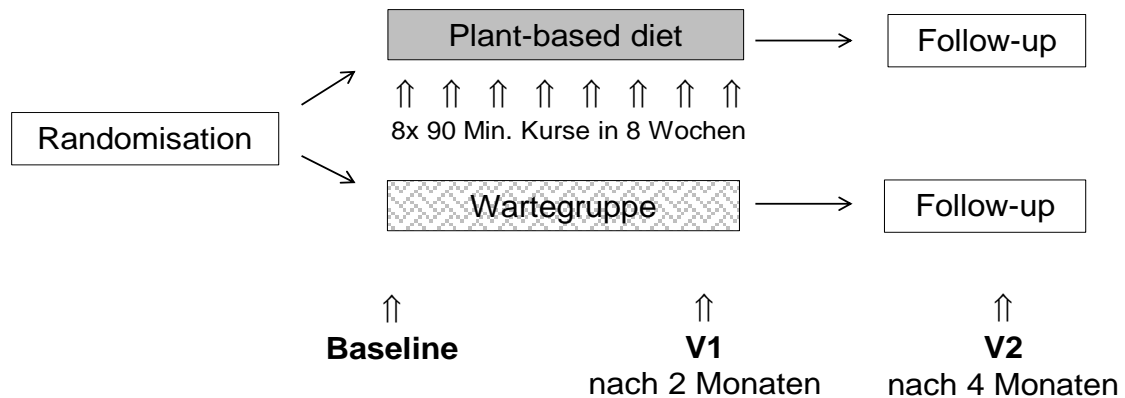 Plant-based diet
Follow-up
⇑ ⇑ ⇑ ⇑ ⇑ ⇑ ⇑ ⇑
8x 90 Min. Kurse in 8 Wochen
Randomisation
Wartegruppe
Follow-up
⇑ ⇑ ⇑
Baseline
V1
nach 2 Monaten
V2
nach 4 Monaten